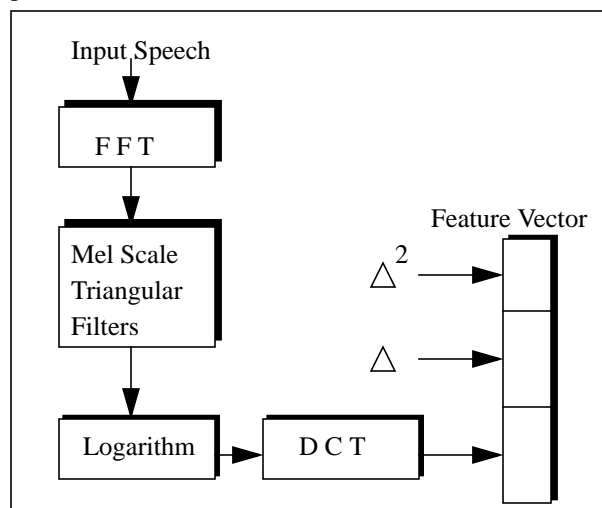 Input Speech
F F T
Mel Scale
Triangular
Filters
Logarithm
D C T
Feature Vector
△²
△